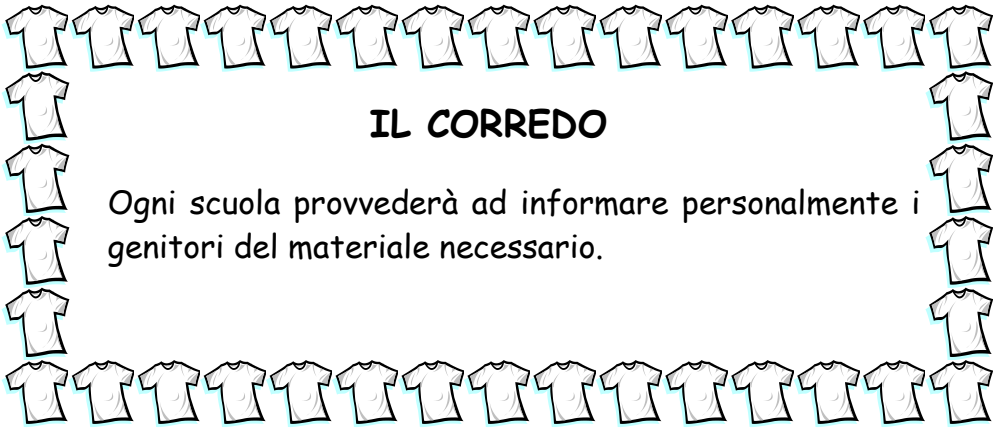 IL CORREDO
Ogni scuola provvederà ad informare personalmente i
genitori del materiale necessario.